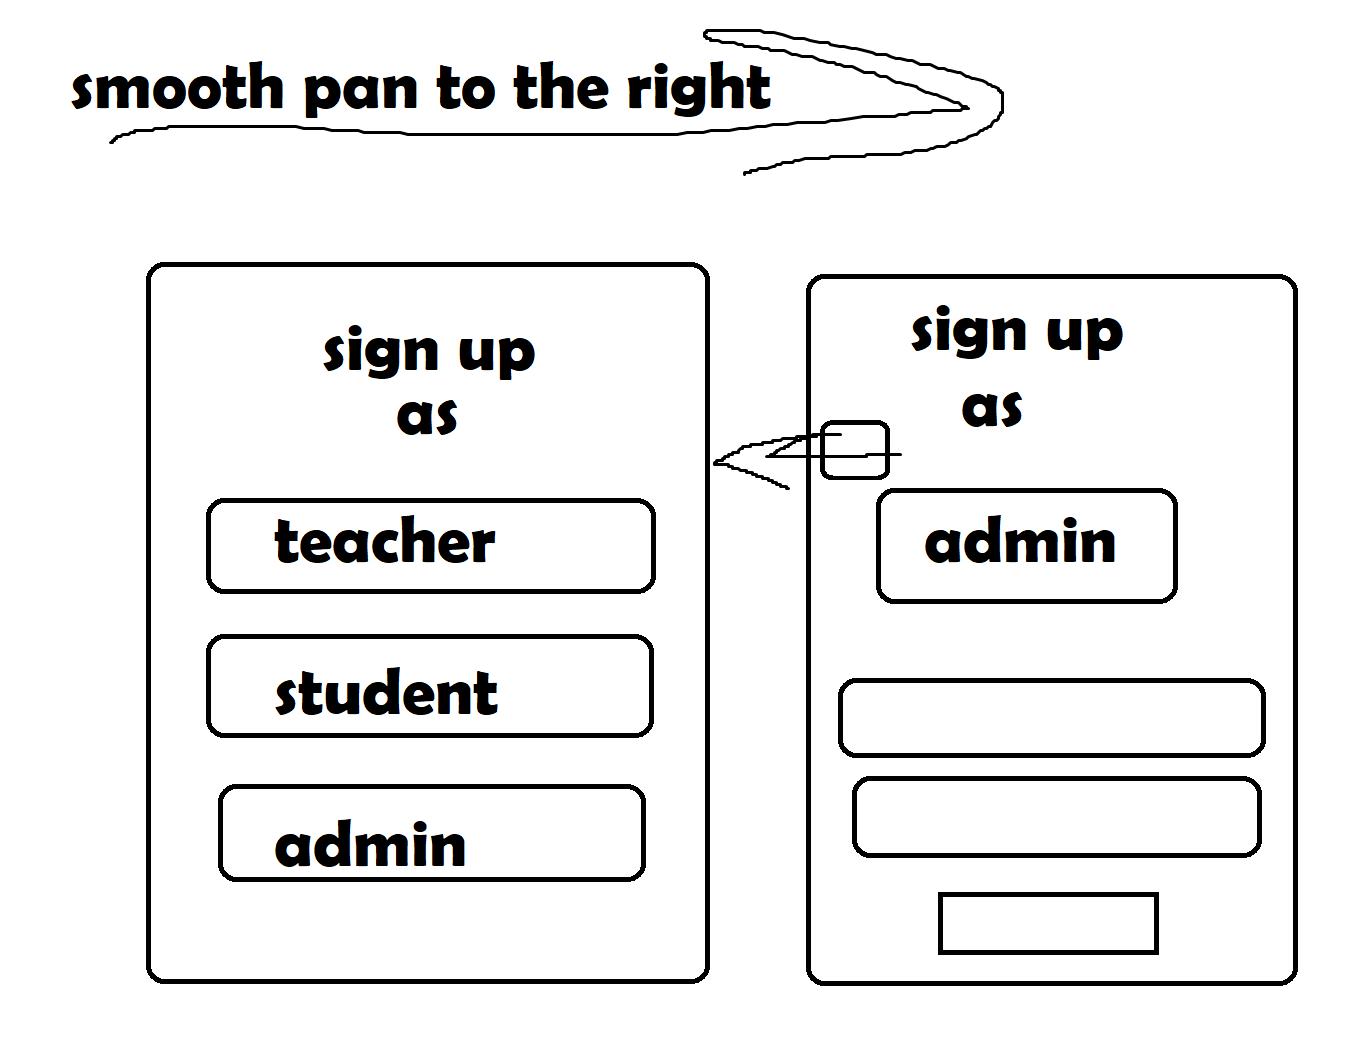 smooth pan to the right
sign up
as
teacher
student
admin
sign up
as
admin